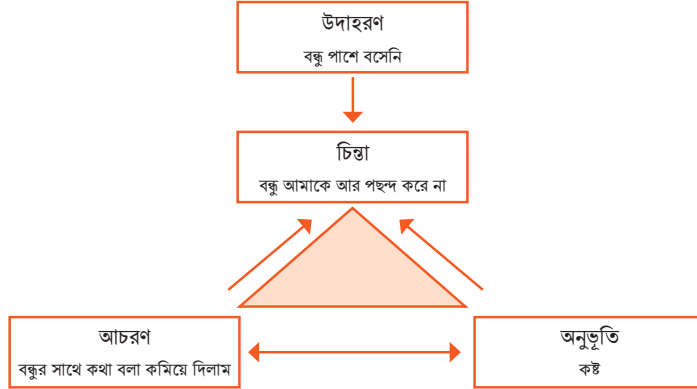 উদাহরণ
বন্ধু পাশে বসেনি
চিন্তা
বন্ধু আমাকে আর পছন্দ করে না
আচরণ
বন্ধুর সাথে কথা বলা কমিয়ে দিলাম
অনুভূতি
কষ্ট